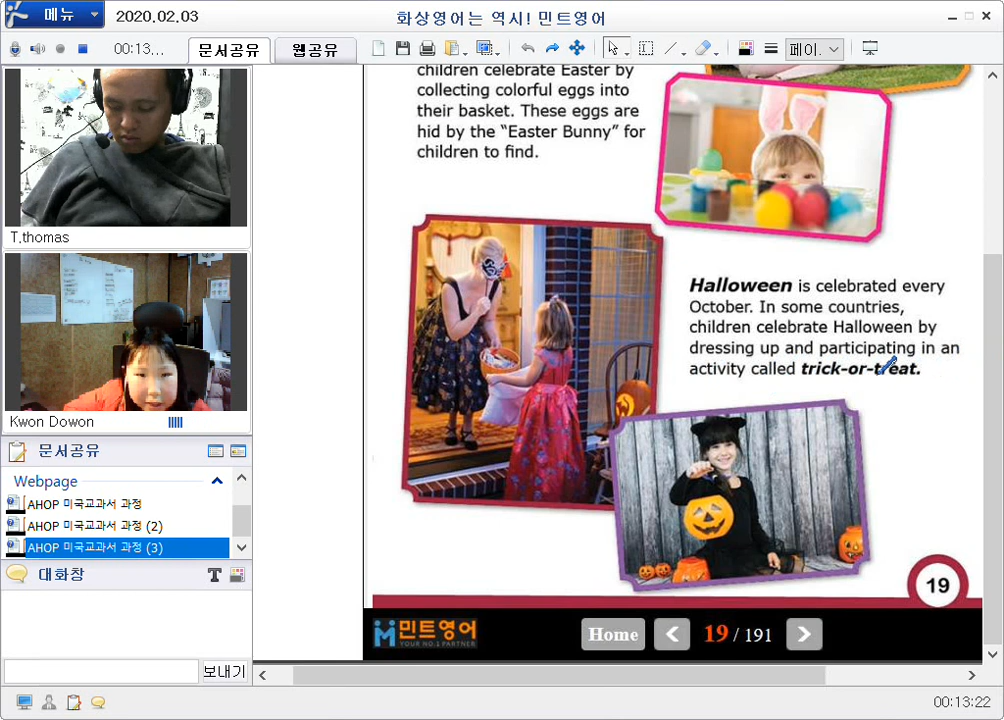 메뉴
2020.02.03
화상영어는 역시! 민트영어
00:13...
문서공유
웹공유
페이.
T.thomas
Kwon Dowon
문서공유
Webpage
AHOP 미국교과서 과정
AHOP 미국교과서 과정 (2)
AHOP 미국교과서 과정 (3)
대화창
보내기
children celebrate Easter by
collecting colorful eggs into
their basket. These eggs are
hid by the “Easter Bunny” for
children to find.
Halloween is celebrated every
October. In some countries,
children celebrate Halloween by
dressing up and participating in an
activity called trick-or-treat.
19
민트영어
YOUR NO.1 PARTNER
Home
19 / 191
00:13:22